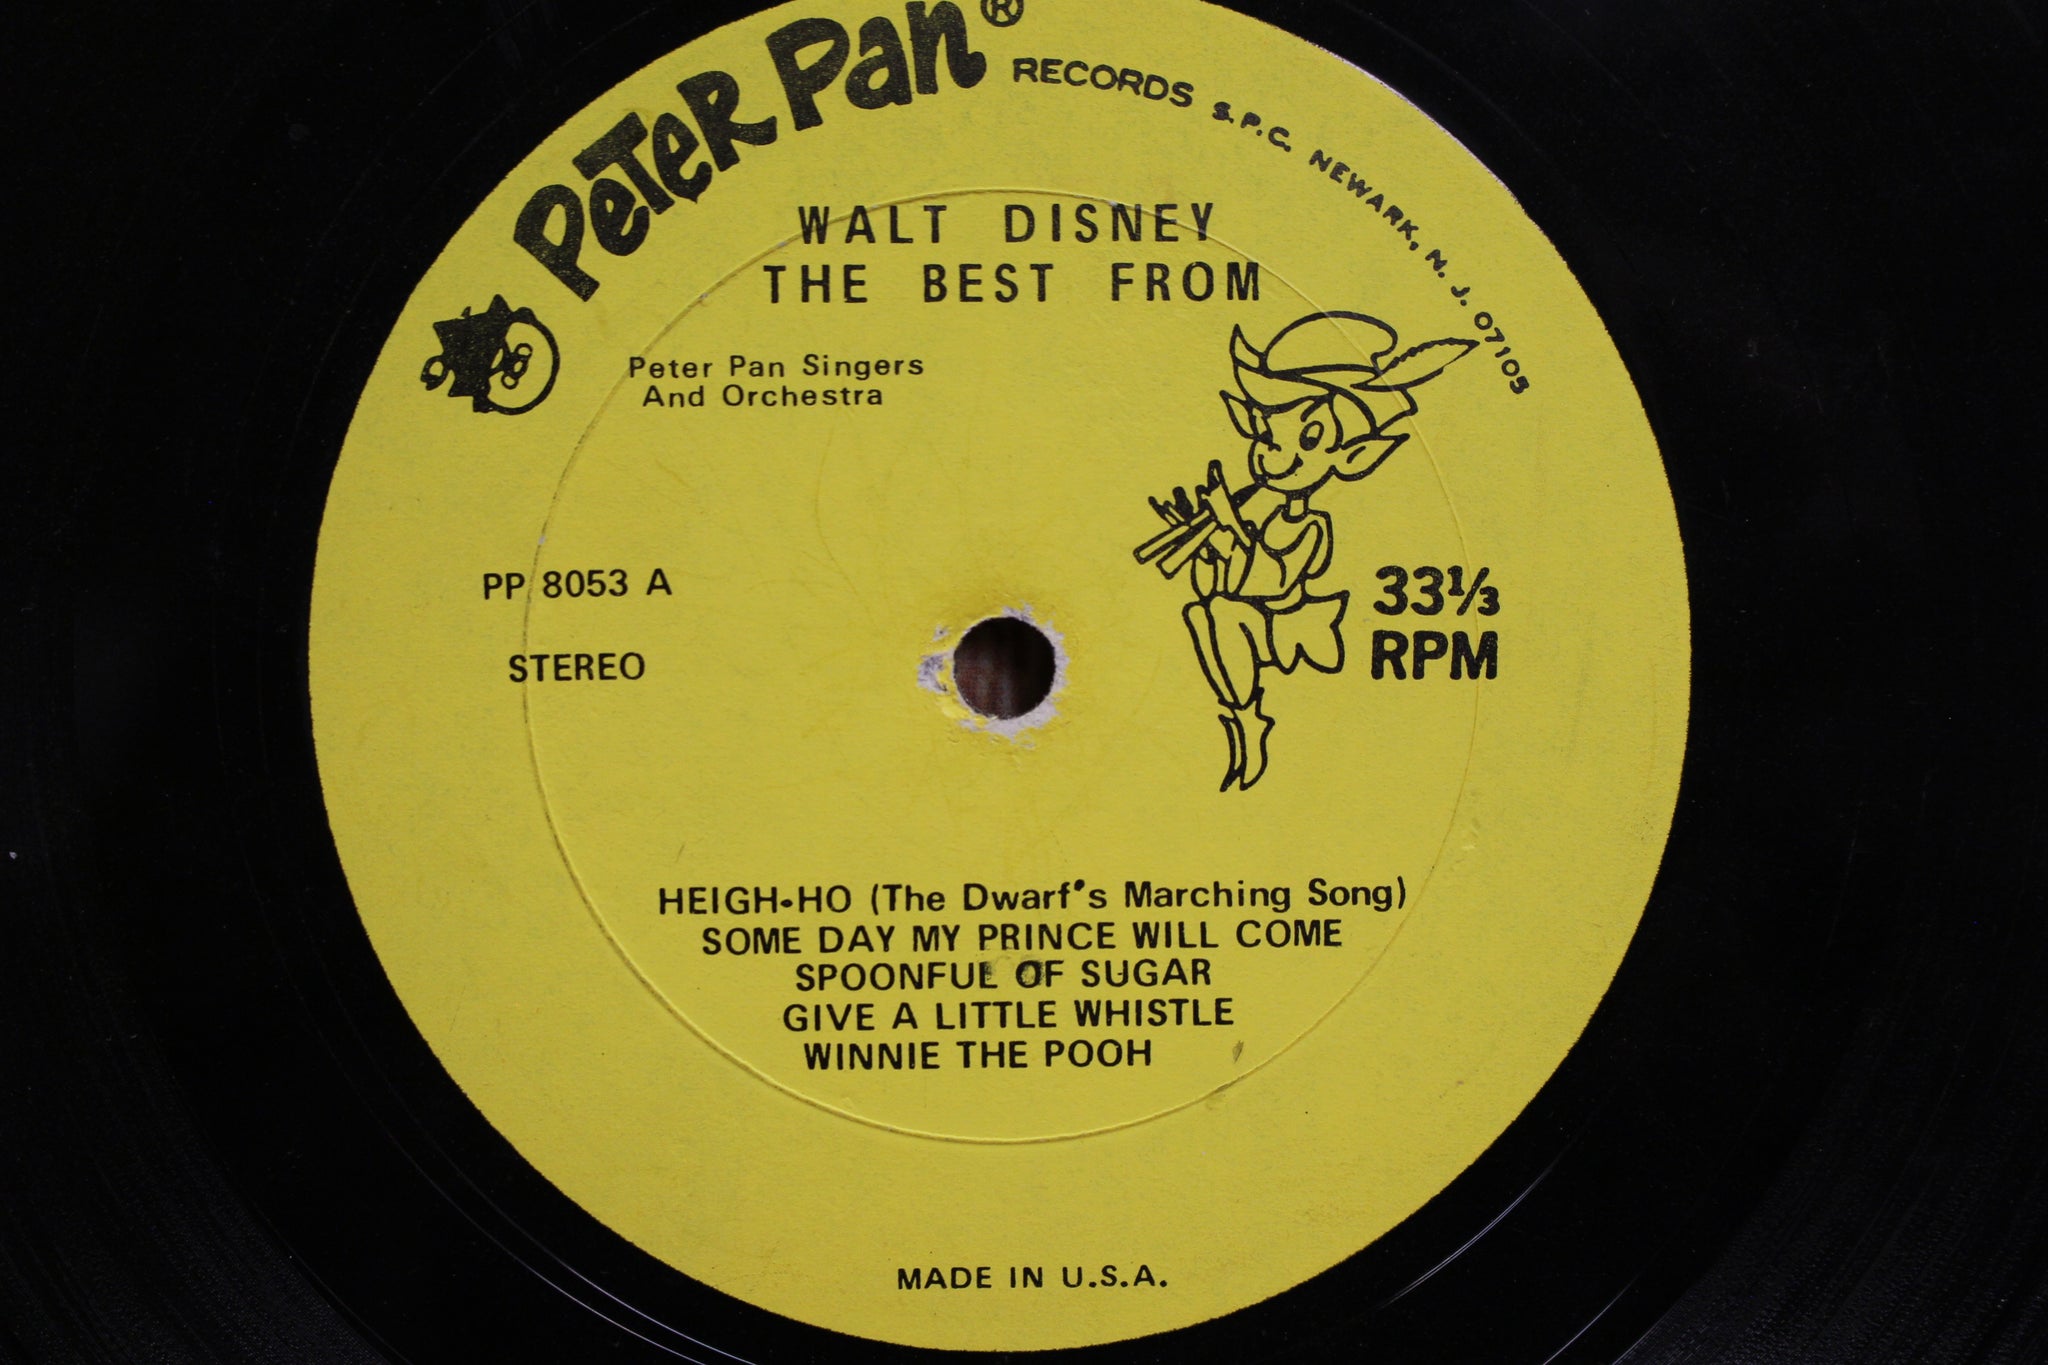 Peter Pan® RECORDS S.P.C. NEWARK, N.J. 07105
WALT DISNEY
THE BEST FROM
Peter Pan Singers
And Orchestra
PP 8053 A
STEREO
33⅓
RPM
HEIGH-HO (The Dwarf's Marching Song)
SOME DAY MY PRINCE WILL COME
SPOONFUL OF SUGAR
GIVE A LITTLE WHISTLE
WINNIE THE POOH
MADE IN U.S.A.